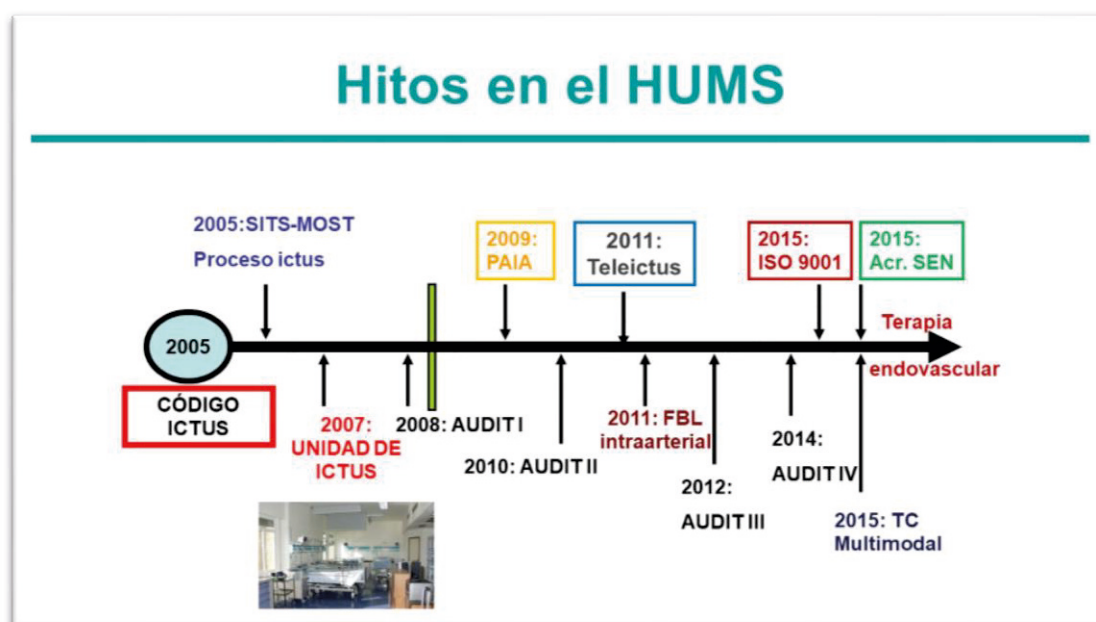 Hitos en el HUMS
2005:SITS-MOST
Proceso ictus
2009:
PAIA
2011:
Teleictus
2015:
ISO 9001
2015:
Acr. SEN
2005
Terapia
endovascular
CÓDIGO
ICTUS
2007:
UNIDAD DE
ICTUS
2008: AUDIT I
2010: AUDIT II
2011: FBL
intraarterial
2012:
AUDIT III
2014:
AUDIT IV
2015: TC
Multimodal